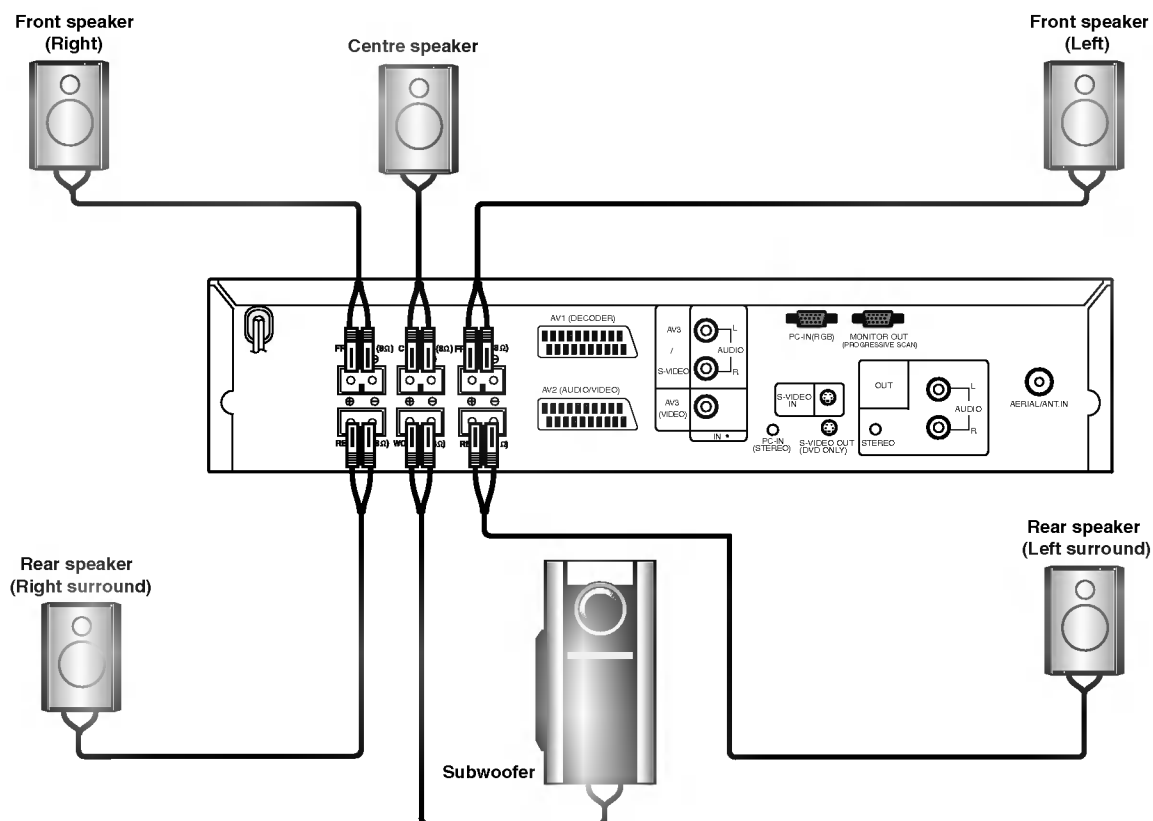 Front speaker
(Right)
Centre speaker
Front speaker
(Left)
AV1 (DECODER)
AV2 (AUDIO/VIDEO)
AV3
/
S-VIDEO
L
AUDIO
R
AV3
(VIDEO)
IN *
PC-IN(RGB)
MONITOR OUT
(PROGRESSIVE SCAN)
S-VIDEO
IN
PC-IN
(STEREO)
S-VIDEO OUT
(DVD ONLY)
OUT
STEREO
L
AUDIO
R
AERIAL/ANT.IN
Rear speaker
(Right surround)
Subwoofer
Rear speaker
(Left surround)